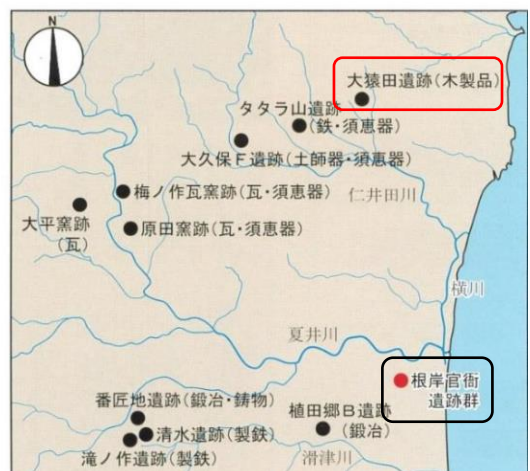 N
大猿田遺跡(木製品)
タタラ山遺跡
(鉄・須恵器)
大久保F遺跡(土師器・須恵器)
梅ノ作瓦窯跡(瓦・須恵器)
仁井田川
大平窯跡
(瓦)
原田窯跡(瓦・須恵器)
横川
夏井川
根岸官衙
遺跡群
番匠地遺跡(鍛冶・鋳物)
植田郷B遺跡
(鍛冶)
清水遺跡(製鉄)
滝ノ作遺跡(製鉄)
滑津川